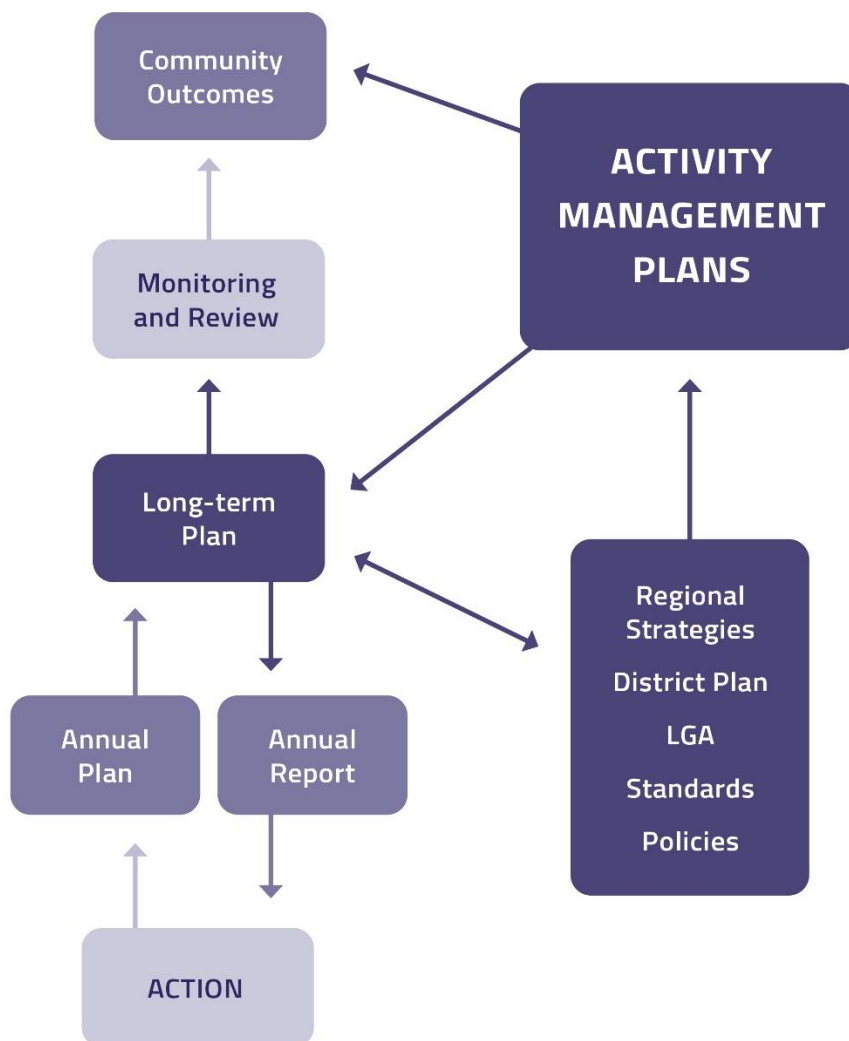 Community
Outcomes
ACTIVITY
MANAGEMENT
PLANS
Monitoring
and Review
Long-term
Plan
Regional
Strategies
District Plan
LGA
Standards
Policies
Annual
Plan
Annual
Report
ACTION